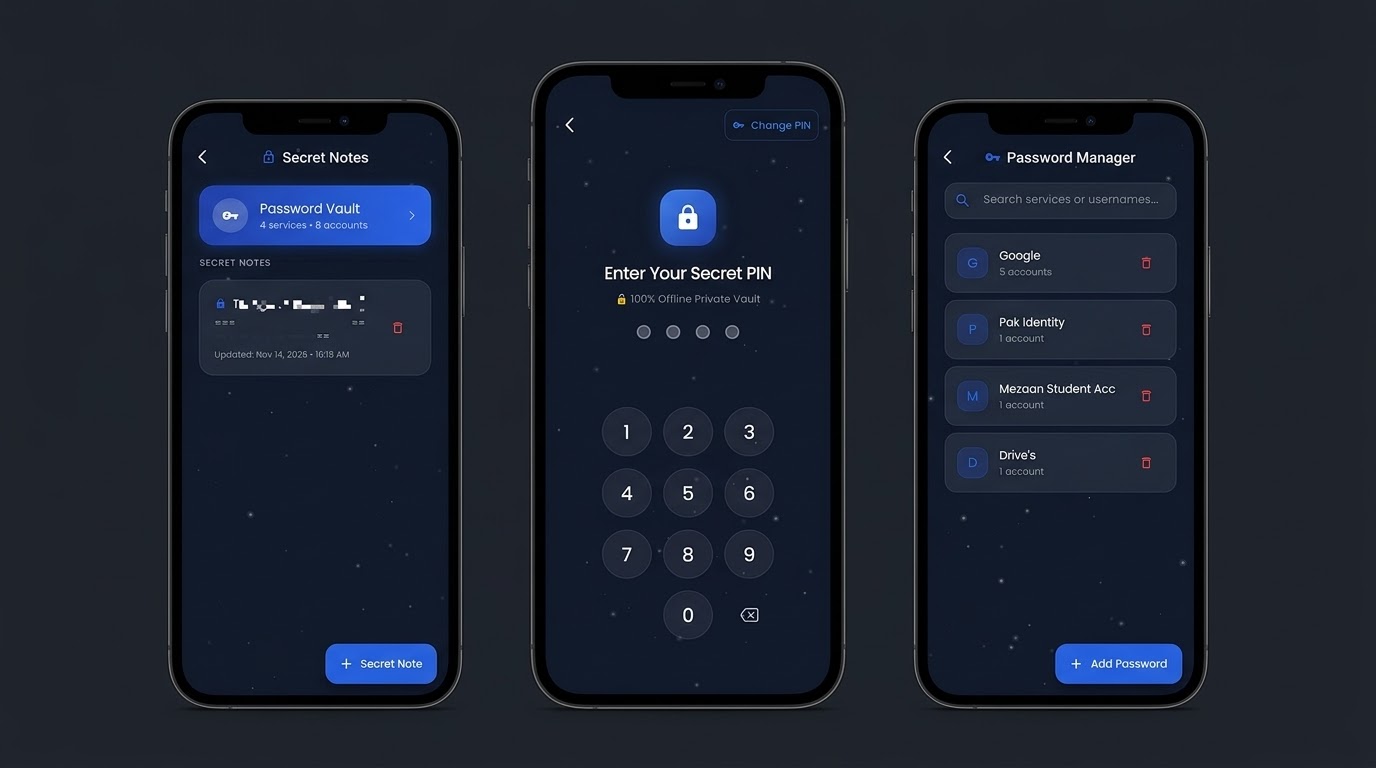 Secret Notes
Password Vault
4 services • 8 accounts
SECRET NOTES
Updated: Nov 14, 2026 • 16:18 AM
+ Secret Note
Change PIN
Enter Your Secret PIN
🔒 100% Offline Private Vault
1 2 3
4 5 6
7 8 9
0
Password Manager
Search services or usernames...
G
Google
5 accounts
P
Pak Identity
1 account
M
Mezaan Student Acc
1 account
D
Drive's
1 account
+ Add Password